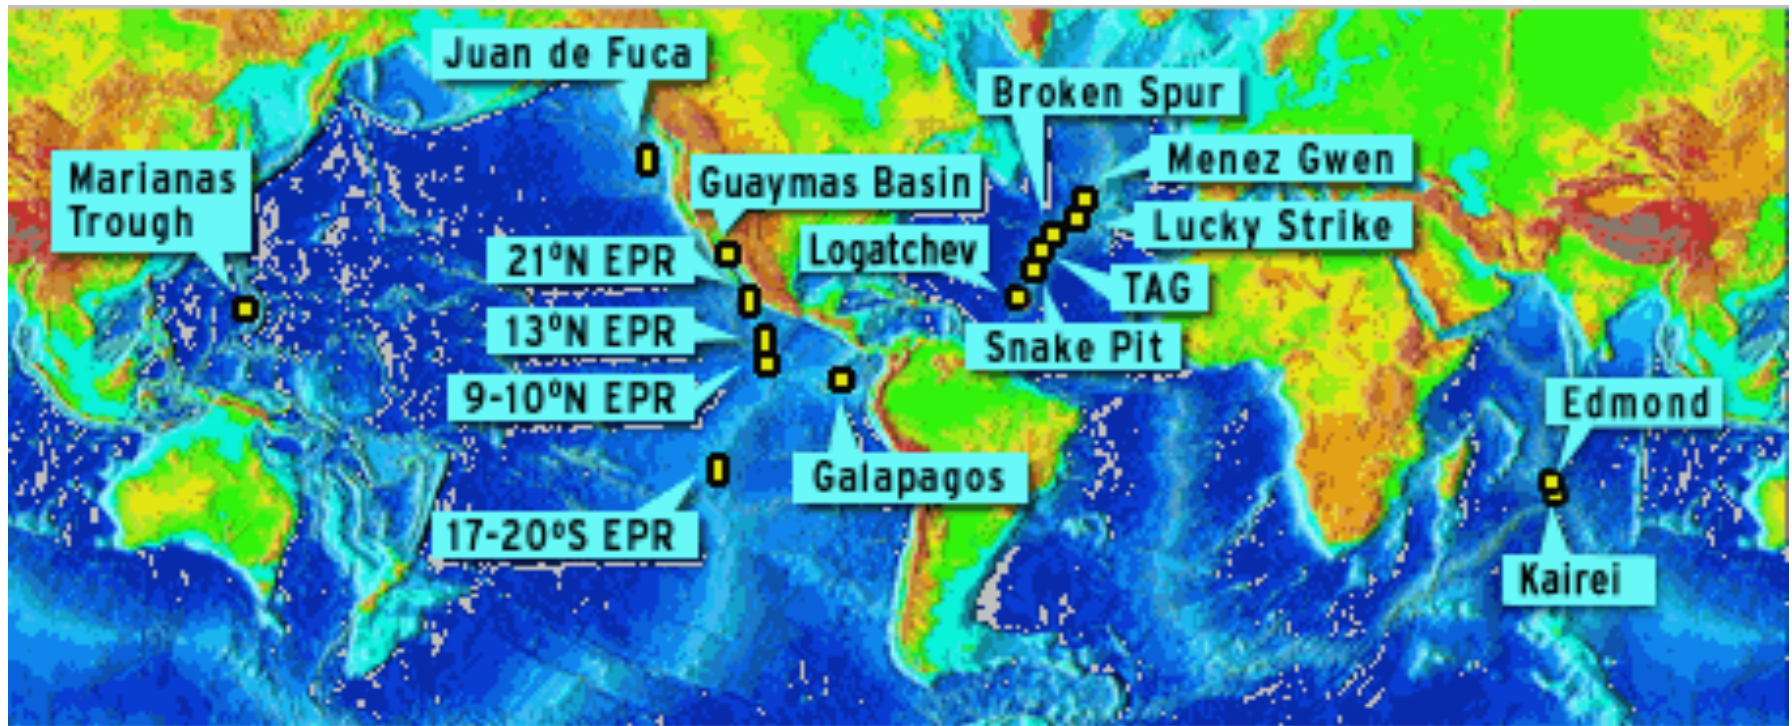 Juan de Fuca
Broken Spur
Menez Gwen
Marianas
Trough
Guaymas Basin
Lucky Strike
Logatchev
21ºN EPR
TAG
13ºN EPR
Snake Pit
9-10ºN EPR
Edmond
Galapagos
17-20ºS EPR
Kairei